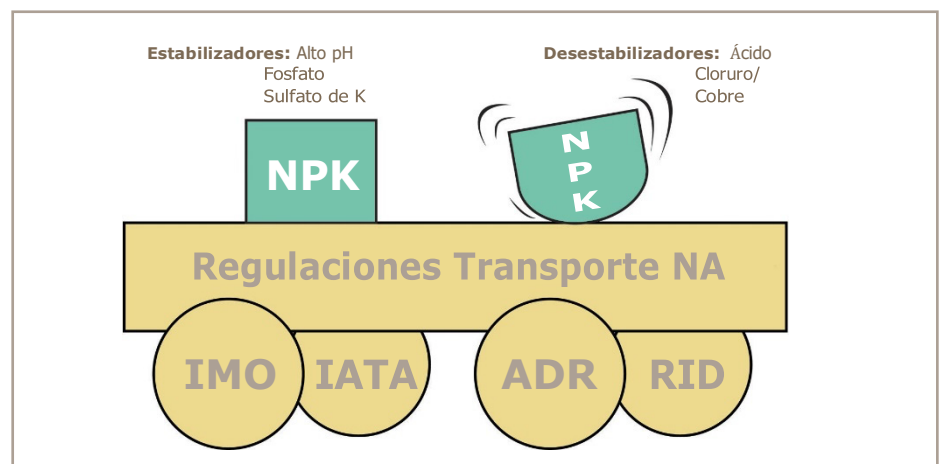 Estabilizadores: Alto pH
Fosfato
Sulfato de K
Desestabilizadores: Ácido
Cloruro/
Cobre
NPK
N
P
K
Regulaciones Transporte NA
IMO
IATA
ADR
RID